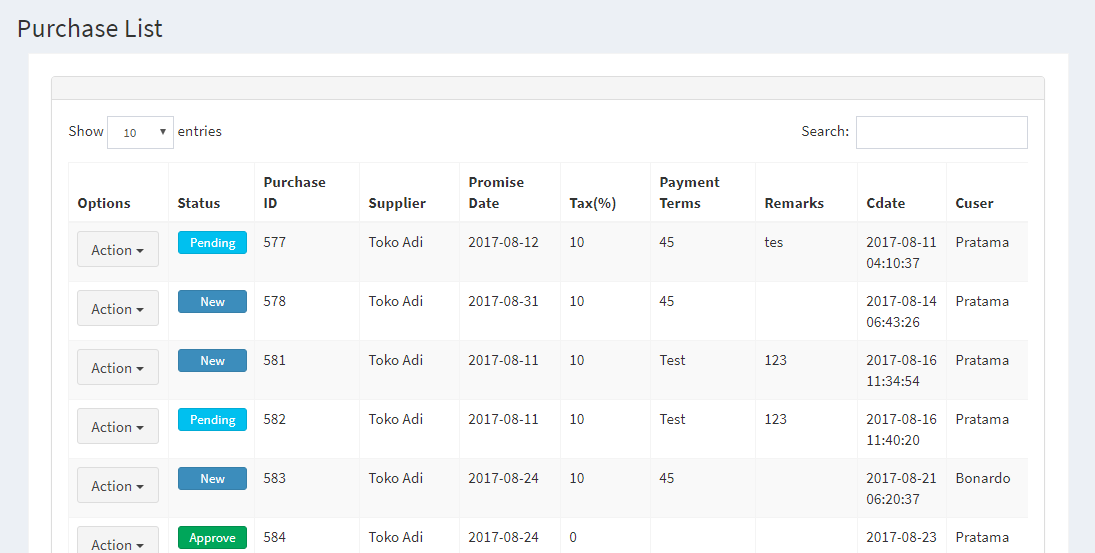 Purchase List
Show 10 entries Search:
Options Status Purchase ID Supplier Promise Date Tax(%) Payment Terms Remarks Cdate Cuser
Action Pending 577 Toko Adi 2017-08-12 10 45 tes 2017-08-11 04:10:37 Pratama
Action New 578 Toko Adi 2017-08-31 10 45 2017-08-14 06:43:26 Pratama
Action New 581 Toko Adi 2017-08-11 10 Test 123 2017-08-16 11:34:54 Pratama
Action Pending 582 Toko Adi 2017-08-11 10 Test 123 2017-08-16 11:40:20 Pratama
Action New 583 Toko Adi 2017-08-24 10 45 2017-08-21 06:20:37 Bonardo
Action Approve 584 Toko Adi 2017-08-24 0 2017-08-23 Pratama